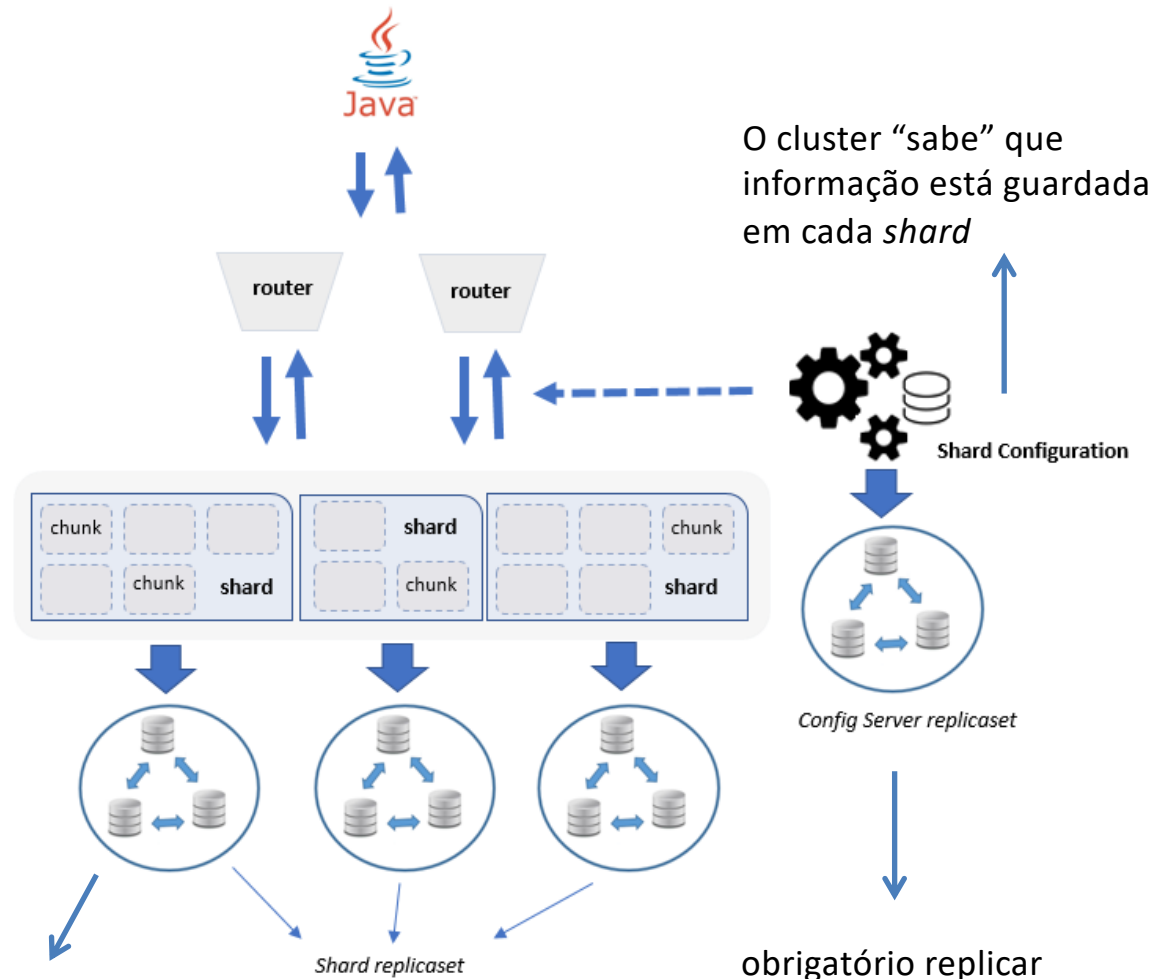 Java
O cluster “sabe” que
informação está guardada
em cada shard
router
router
Shard Configuration
chunk
shard
chunk
chunk
shard
chunk
shard
Config Server replicaset
Shard replicaset
obrigatório replicar